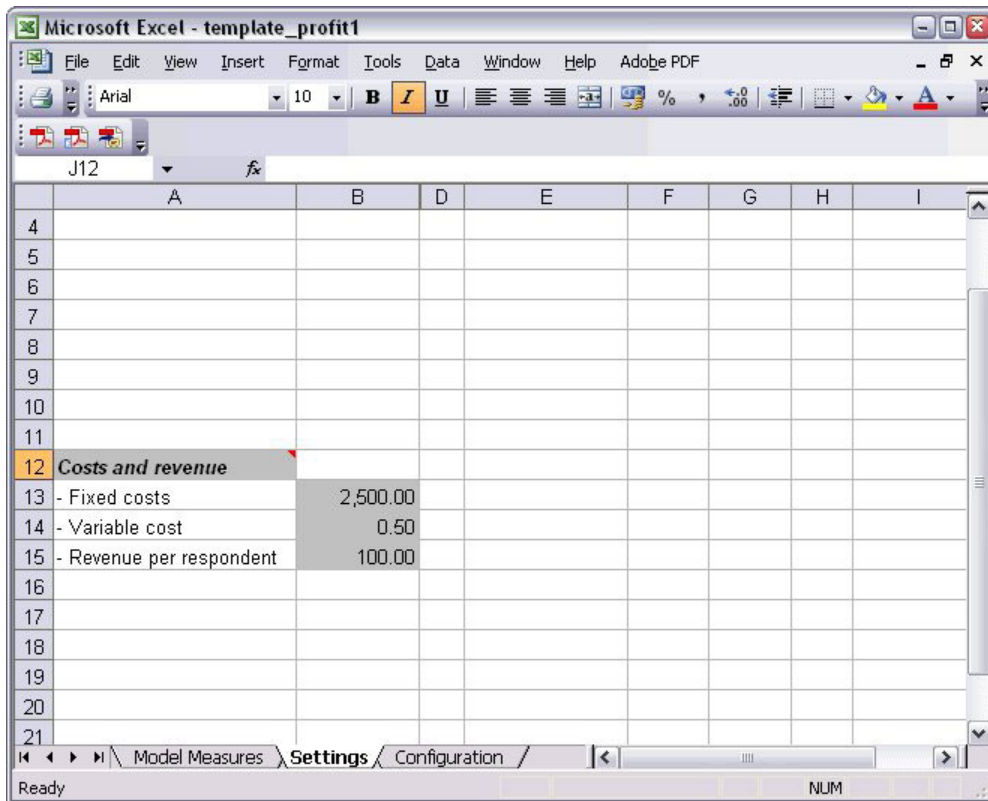 Microsoft Excel - template_profit1
File Edit View Insert Format Tools Data Window Help Adobe PDF
Arial 10 B I U % , .0 .00
J12 fx
A B D E F G H I
4
5
6
7
8
9
10
11
12 Costs and revenue
13 - Fixed costs 2,500.00
14 - Variable cost 0.50
15 - Revenue per respondent 100.00
16
17
18
19
20
21
Model Measures Settings Configuration
Ready NUM